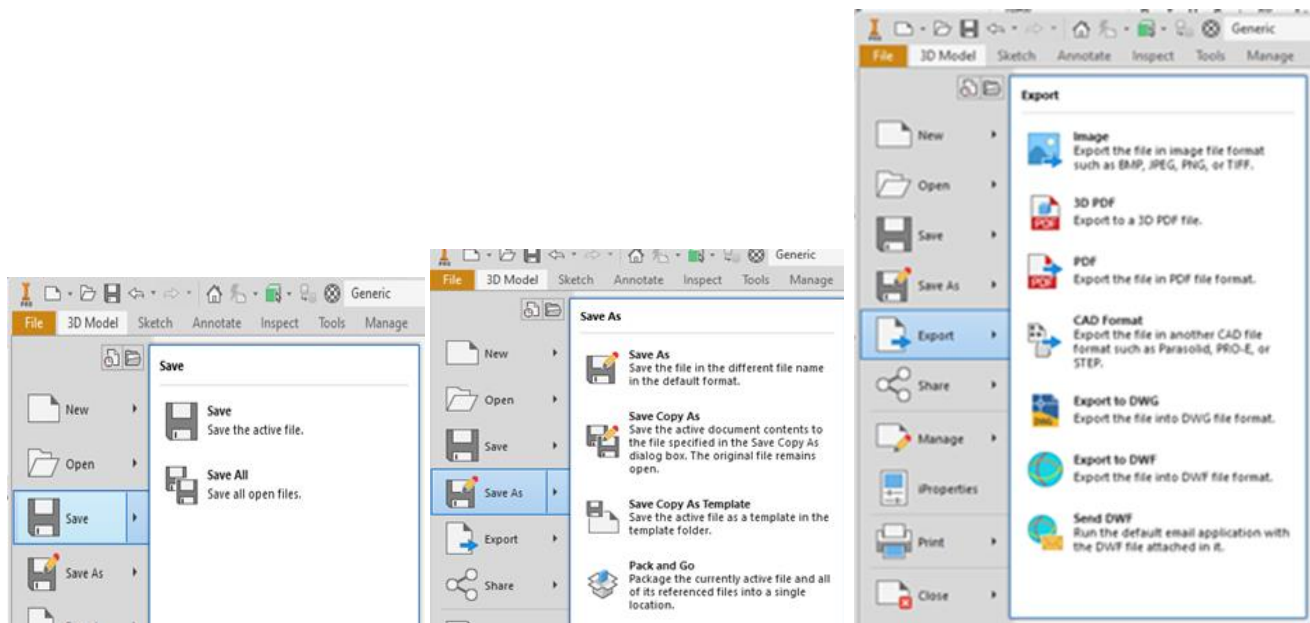 Generic
File 3D Model Sketch Annotate Inspect Tools Manage
Save
New
Open
Save
Save As
Save
Save the active file.
Save All
Save all open files.
Generic
File 3D Model Sketch Annotate Inspect Tools Manage
Save As
New
Open
Save
Save As
Export
Share
Save As
Save the file in the different file name
in the default format.
Save Copy As
Save the active document contents to
the file specified in the Save Copy As
dialog box. The original file remains
open.
Save Copy As Template
Save the active file as a template in the
template folder.
Pack and Go
Package the currently active file and all
of its referenced files into a single
location.
Generic
File 3D Model Sketch Annotate Inspect Tools Manage
Export
New
Open
Save
Save As
Export
Share
Manage
iProperties
Print
Close
Image
Export the file in image file format
such as BMP, JPEG, PNG, or TIFF.
3D PDF
Export to a 3D PDF file.
PDF
Export the file in PDF file format.
CAD Format
Export the file in another CAD file
format such as Parasolid, PRO-E, or
STEP.
Export to DWG
Export the file into DWG file format.
Export to DWF
Export the file into DWF file format.
Send DWF
Run the default email application with
the DWF file attached in it.